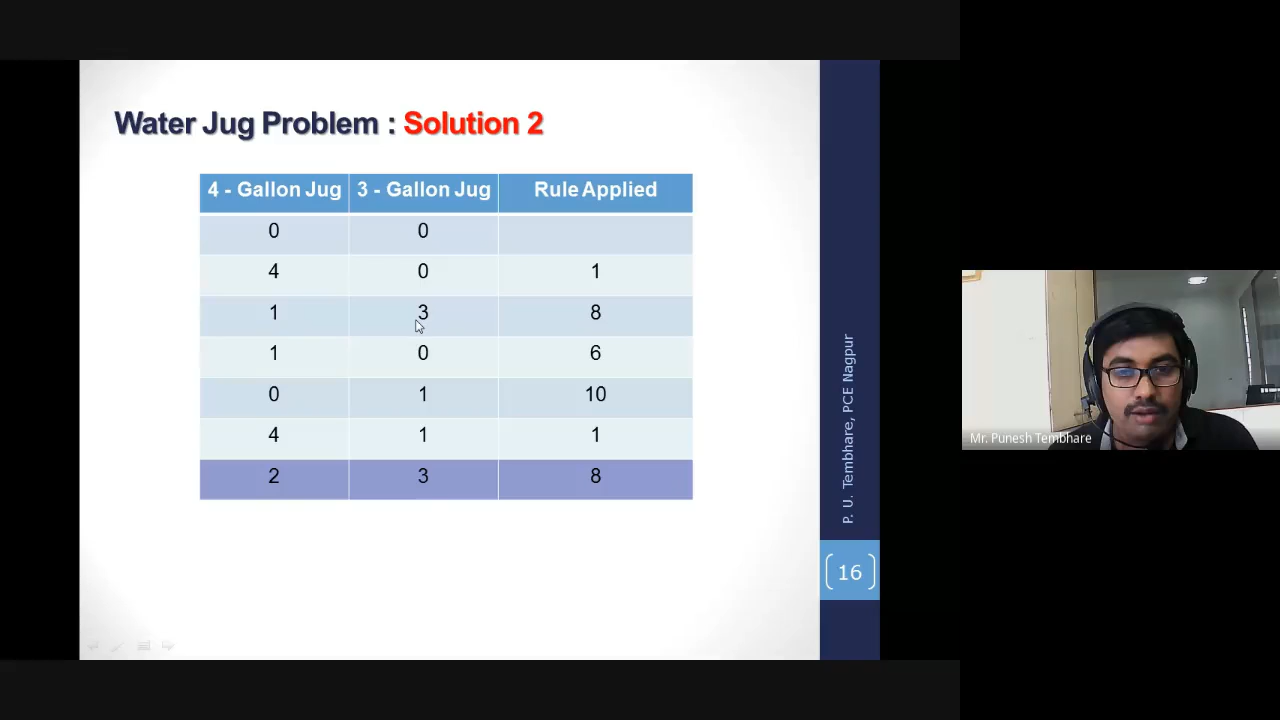 Water Jug Problem : Solution 2
4 - Gallon Jug 3 - Gallon Jug Rule Applied
0 0
4 0 1
1 3 8
1 0 6
0 1 10
4 1 1
2 3 8
P. U. Tembhare, PCE Nagpur
16
Mr. Punesh Tembhare